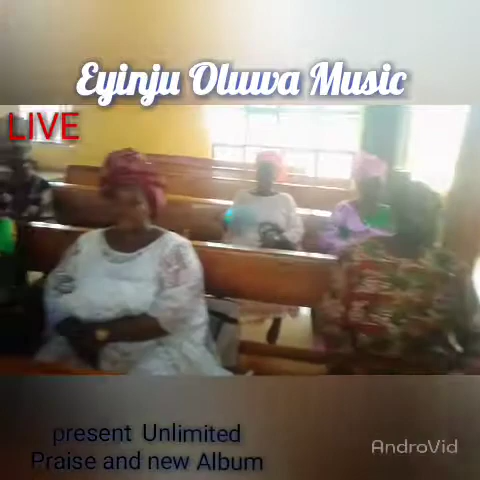 Eyinju Oluwa Music
LIVE
present Unlimited
Praise and new Album
AndroVid